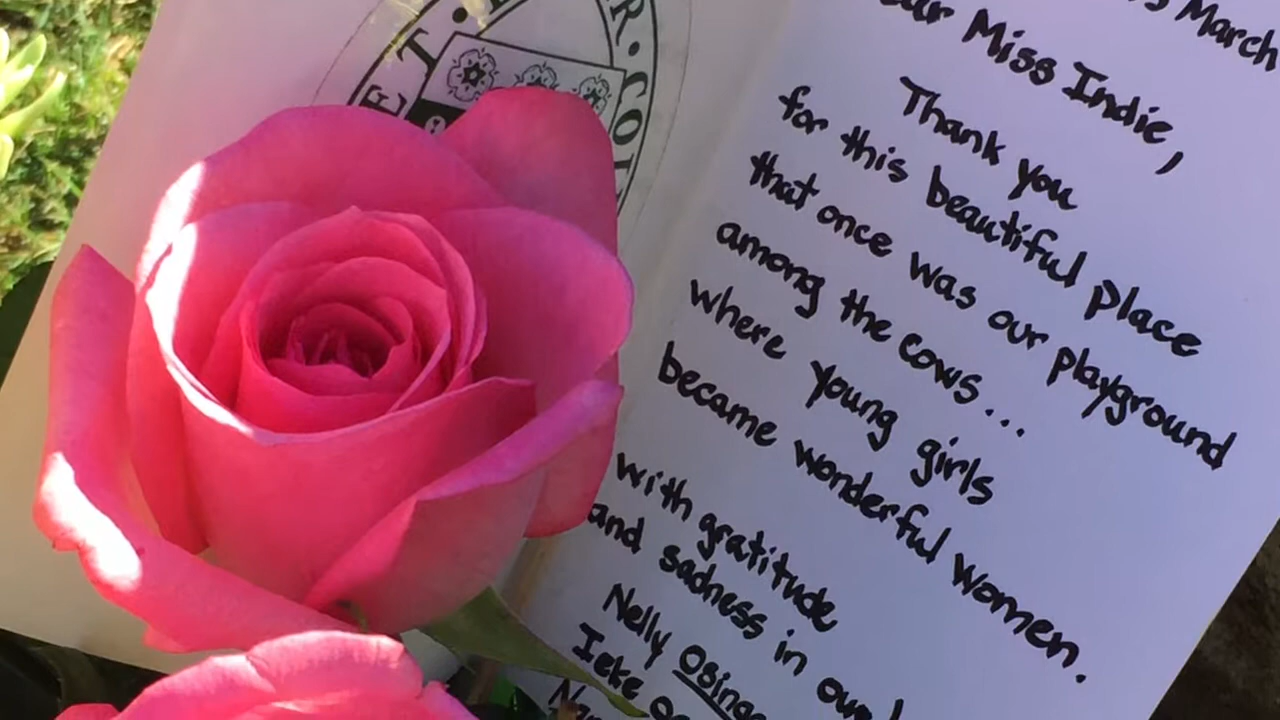 March
Miss Indie,
Thank you
for this beautiful place
that once was our playground
among the cows...
where young girls
became wonderful women.
with gratitude
and sadness in our
Nelly
Ieke